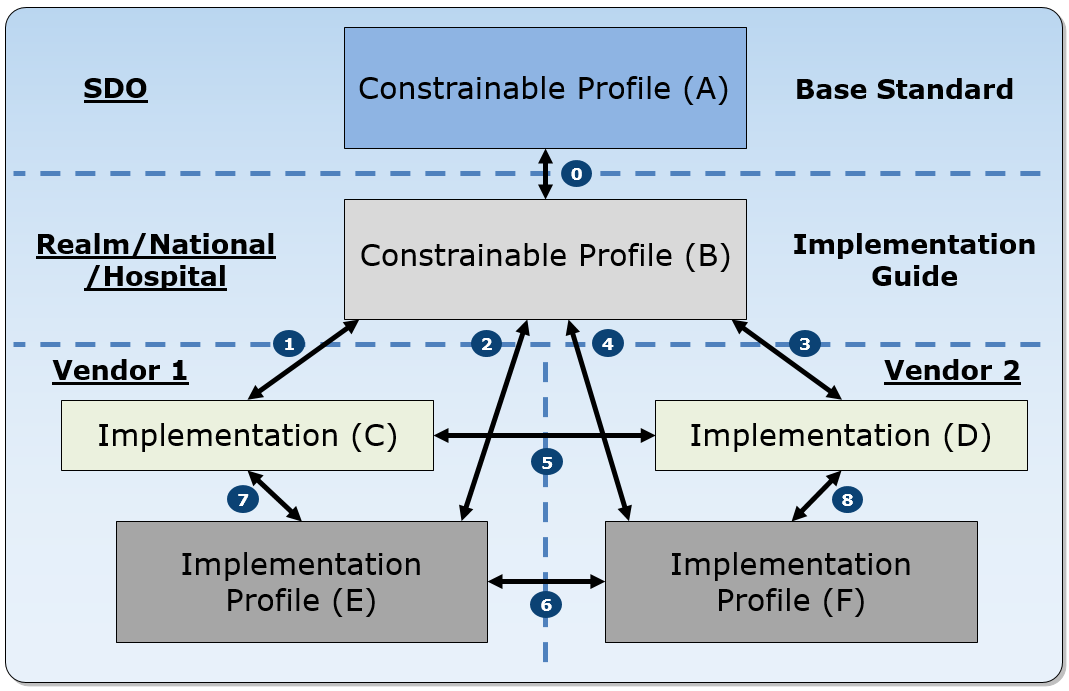 SDO
Constrainable Profile (A)
Base Standard
0
Realm/National
/Hospital
Constrainable Profile (B)
Implementation
Guide
1
2
4
3
Vendor 1
Vendor 2
Implementation (C)
Implementation (D)
5
7
8
Implementation
Profile (E)
Implementation
Profile (F)
6